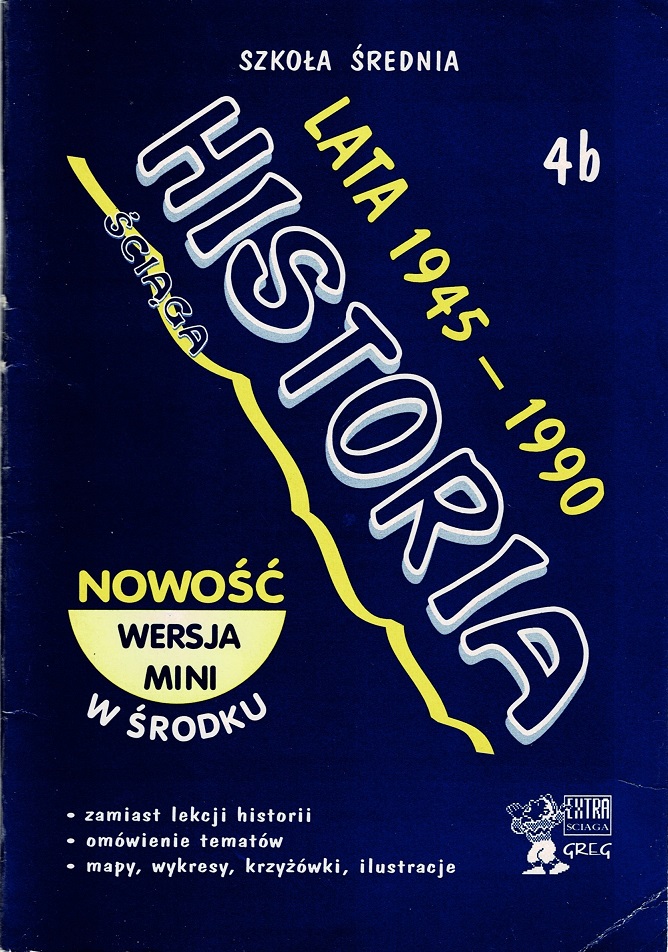 SZKOŁA ŚREDNIA
4b
LATA 1945 – 1990
HISTORIA
ŚCIĄGA
NOWOŚĆ
WERSJA
MINI
W ŚRODKU
• zamiast lekcji historii
• omówienie tematów
• mapy, wykresy, krzyżówki, ilustracje
EXTRA
ŚCIĄGA
GREG